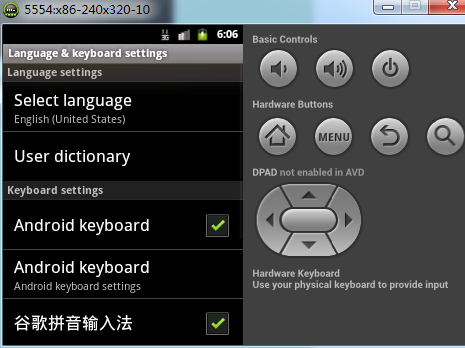 5554:x86-240x320-10
3G 6:06
Language & keyboard settings
Language settings
Select language
English (United States)
User dictionary
Keyboard settings
Android keyboard
Android keyboard
Android keyboard settings
谷歌拼音输入法
Basic Controls
Hardware Buttons
MENU
DPAD not enabled in AVD
Hardware Keyboard
Use your physical keyboard to provide input